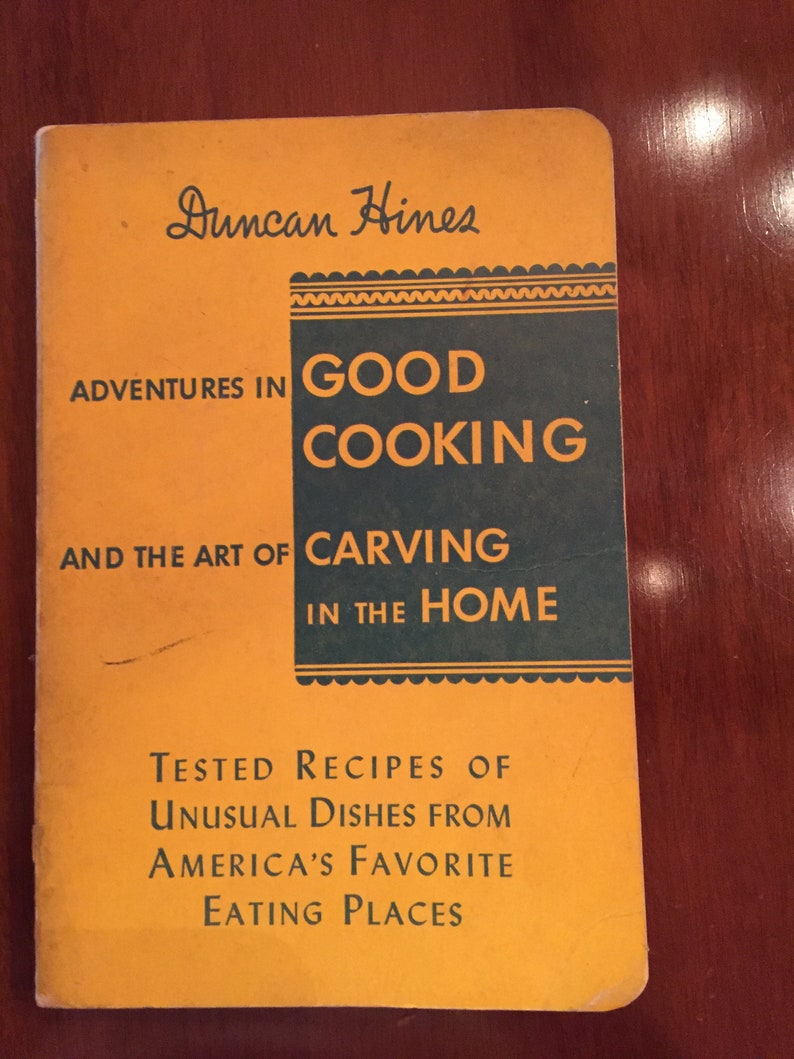 Duncan Hines
ADVENTURES IN GOOD
COOKING
AND THE ART OF CARVING
IN THE HOME
TESTED RECIPES OF
UNUSUAL DISHES FROM
AMERICA'S FAVORITE
EATING PLACES